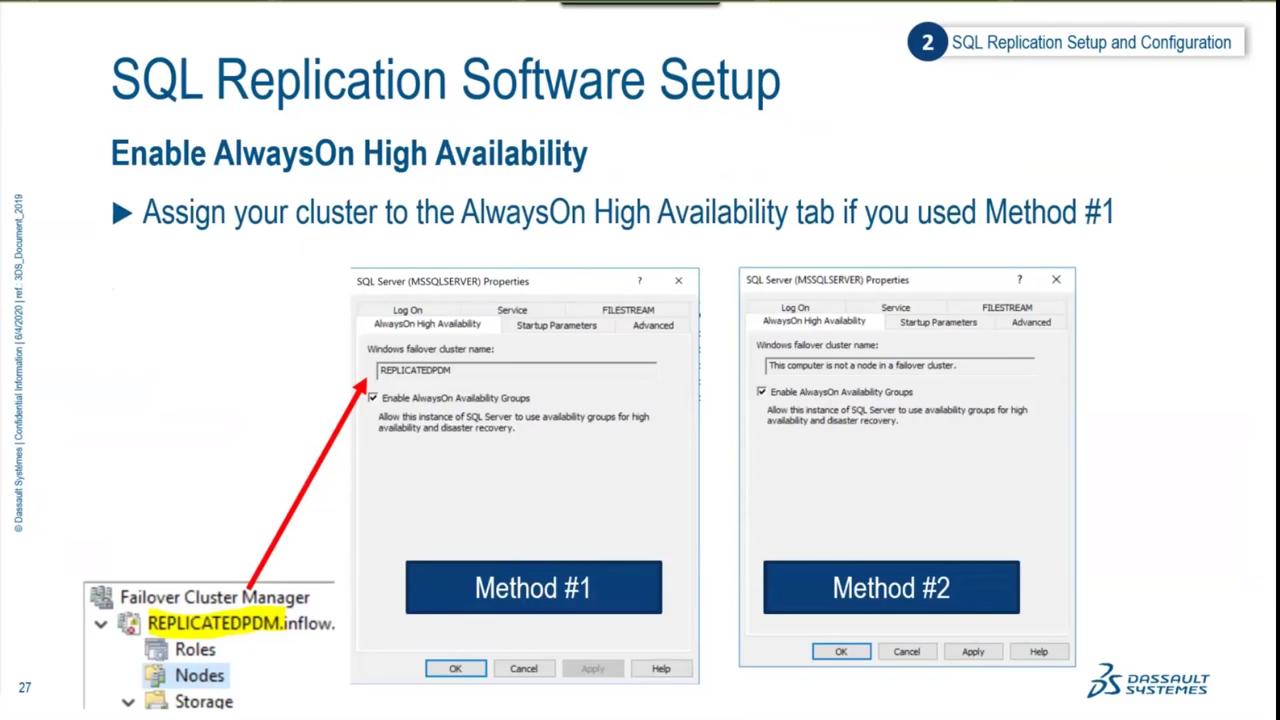 2 SQL Replication Setup and Configuration
SQL Replication Software Setup
Enable AlwaysOn High Availability
Assign your cluster to the AlwaysOn High Availability tab if you used Method #1
© Dassault Systèmes | Confidential Information | 6/4/2020 | ref.: 3DS_Document_2019
SQL Server (MSSQLSERVER) Properties ?
Log On Service FILESTREAM
AlwaysOn High Availability Startup Parameters Advanced
Windows failover cluster name:
REPLICATEDPDM
Enable AlwaysOn Availability Groups
Allow this instance of SQL Server to use availability groups for high
availability and disaster recovery.
Method #1
OK Cancel Apply Help
SQL Server (MSSQLSERVER) Properties ?
Log On Service FILESTREAM
AlwaysOn High Availability Startup Parameters Advanced
Windows failover cluster name:
This computer is not a node in a failover cluster.
Enable AlwaysOn Availability Groups
Allow this instance of SQL Server to use availability groups for high
availability and disaster recovery.
Method #2
OK Cancel Apply Help
Failover Cluster Manager
REPLICATEDPDM.inflow.
Roles
Nodes
Storage
27
DASSAULT
SYSTEMES